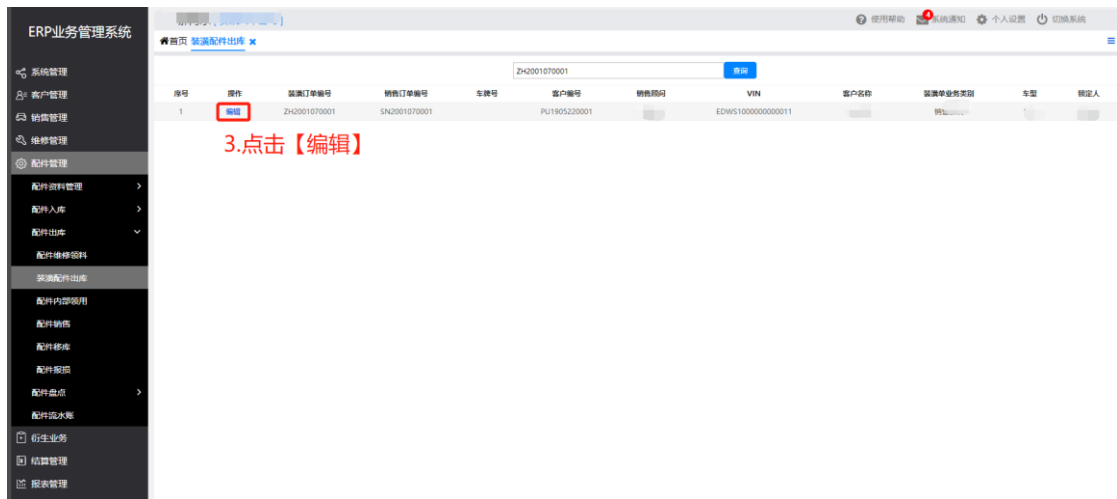 ERP业务管理系统
使用帮助 4 系统通知 个人设置 切换系统
首页 装潢配件出库
系统管理
客户管理
销售管理
维修管理
配件管理
配件资料管理
配件入库
配件出库
配件维修领料
装潢配件出库
配件内部领用
配件销售
配件移库
配件报损
配件盘点
配件流水账
衍生业务
结算管理
报表管理
ZH2001070001 查询
序号 操作 装潢订单编号 销售订单编号 车牌号 客户编号 销售顾问 VIN 客户名称 装潢单业务类别 车型 锁定人
1 编辑 ZH2001070001 SN2001070001 PU1905220001 EDWS1000000000011
3.点击【编辑】